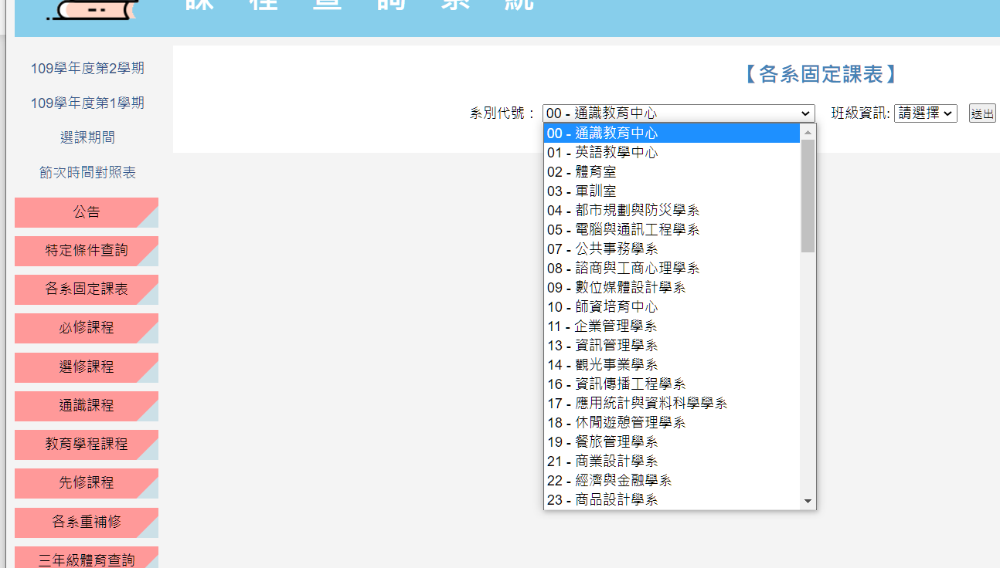 課 程 查 詢 系 統
109學年度第2學期
109學年度第1學期
選課期間
節次時間對照表
公告
特定條件查詢
各系固定課表
必修課程
選修課程
通識課程
教育學程課程
先修課程
各系重補修
三年級體育查詢
【各系固定課表】
系別代號： 00 - 通識教育中心 班級資訊: 請選擇 送出
00 - 通識教育中心
01 - 英語教學中心
02 - 體育室
03 - 軍訓室
04 - 都市規劃與防災學系
05 - 電腦與通訊工程學系
07 - 公共事務學系
08 - 諮商與工商心理學系
09 - 數位媒體設計學系
10 - 師資培育中心
11 - 企業管理學系
13 - 資訊管理學系
14 - 觀光事業學系
16 - 資訊傳播工程學系
17 - 應用統計與資料科學學系
18 - 休閒遊憩管理學系
19 - 餐旅管理學系
21 - 商業設計學系
22 - 經濟與金融學系
23 - 商品設計學系